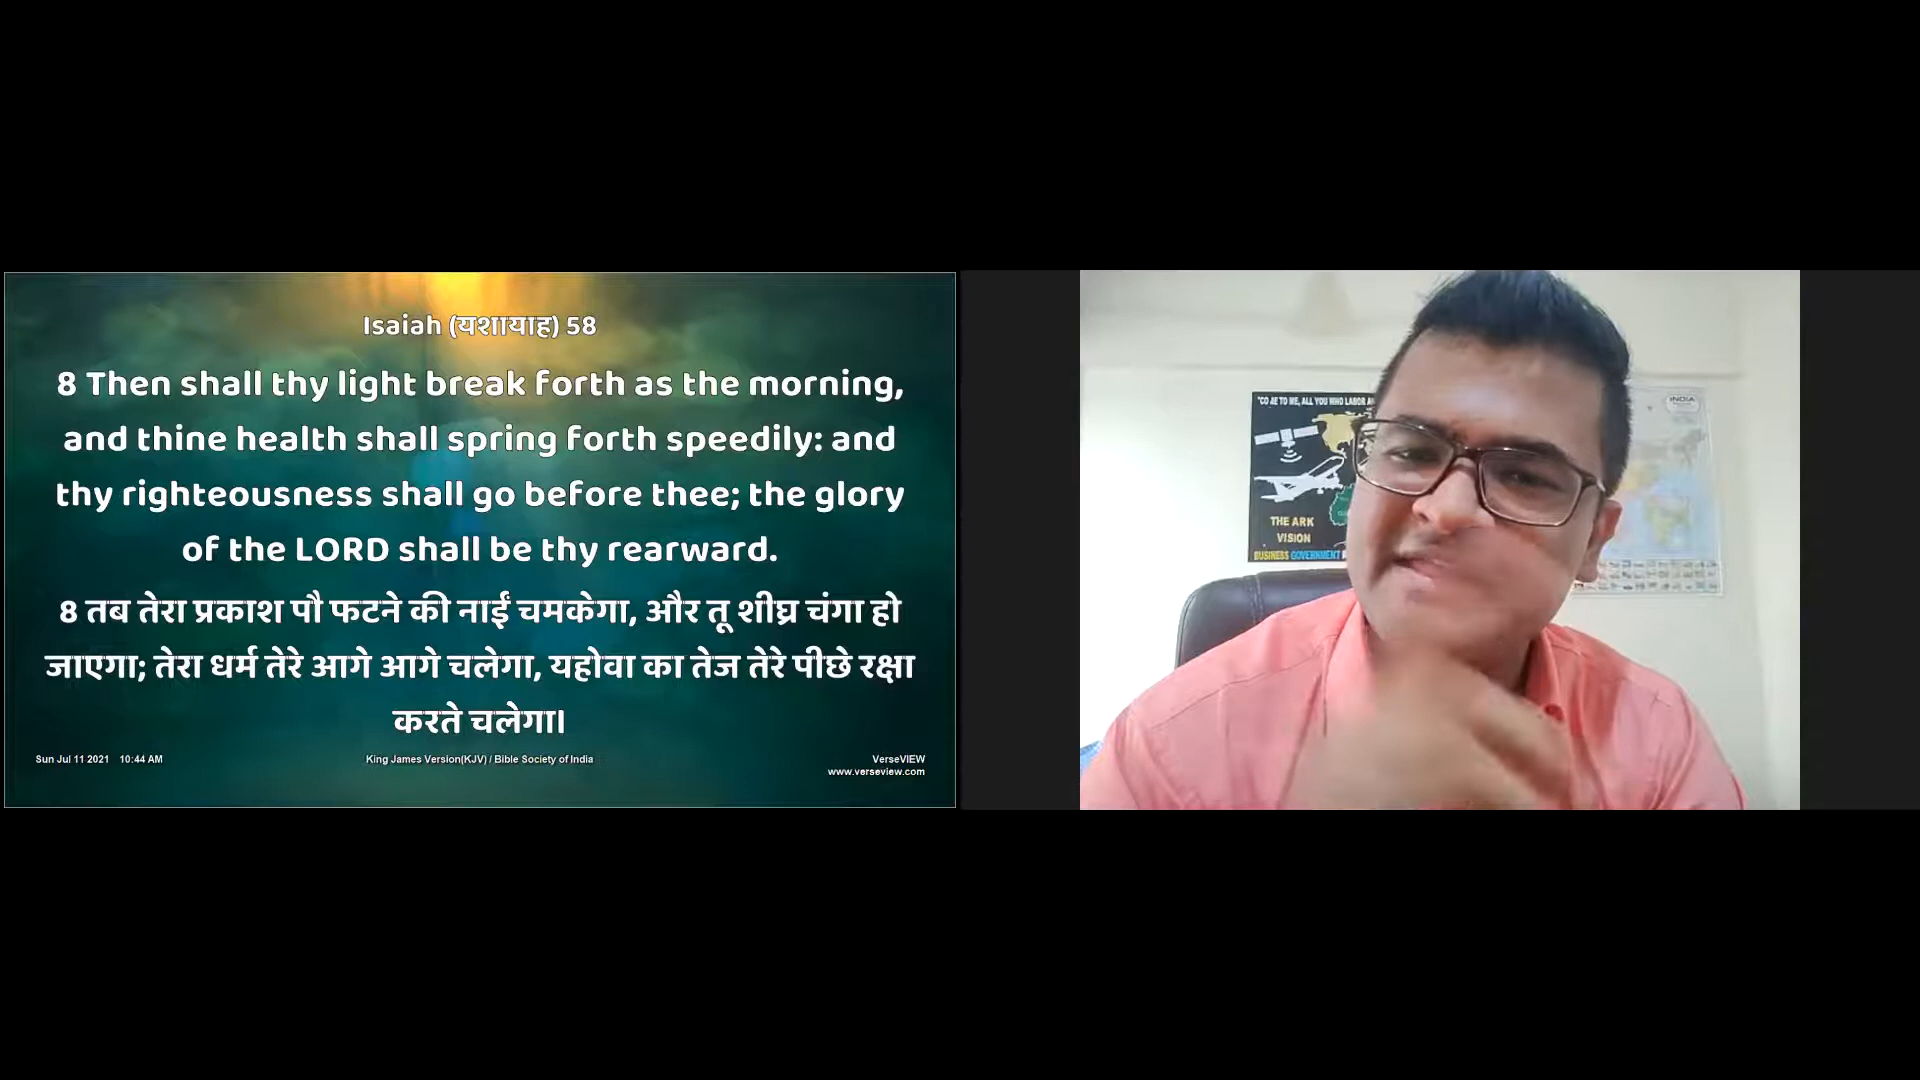 Isaiah (यशायाह) 58
8 Then shall thy light break forth as the morning,
and thine health shall spring forth speedily: and
thy righteousness shall go before thee; the glory
of the LORD shall be thy rearward.
8 तब तेरा प्रकाश पौ फटने की नाईं चमकेगा, और तू शीघ्र चंगा हो
जाएगा; तेरा धर्म तेरे आगे आगे चलेगा, यहोवा का तेज तेरे पीछे रक्षा
करते चलेगा।
Sun Jul 11 2021 10:44 AM
King James Version(KJV) / Bible Society of India
VerseVIEW
www.verseview.com
TO ME, ALL YOU WHO LABOR
THE ARK
VISION
BUSINESS GOVERNMENT
INDIA